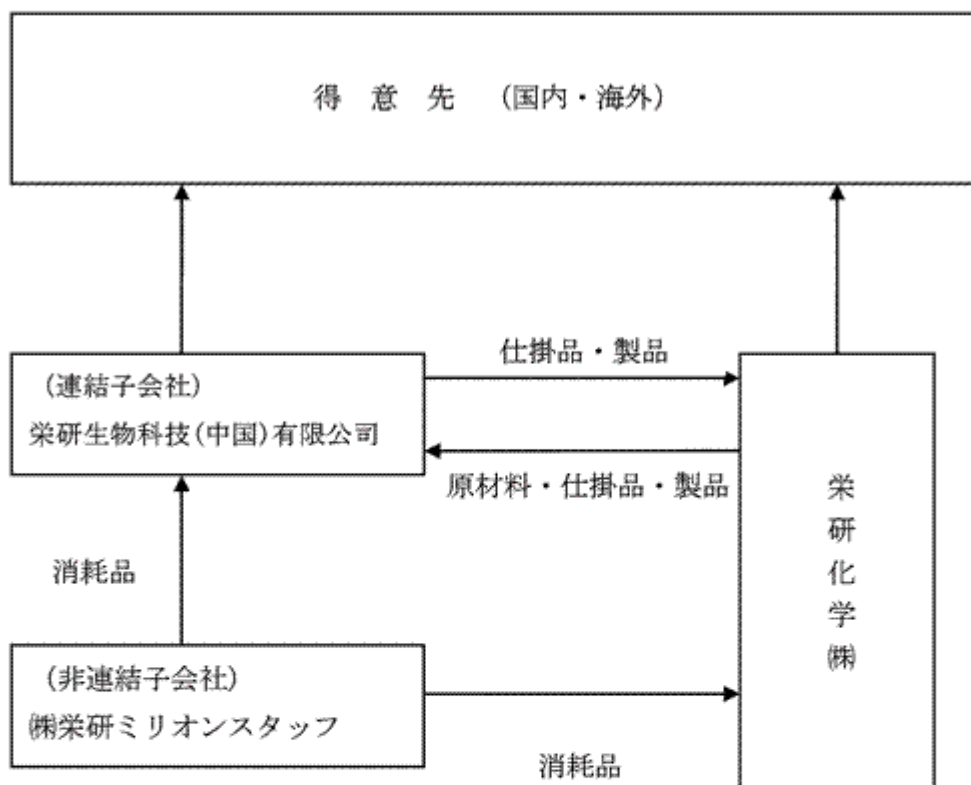 得意先 (国内・海外)
仕掛品・製品
(連結子会社)
栄研生物科技(中国)有限公司
原材料・仕掛品・製品
栄研化学㈱
消耗品
(非連結子会社)
㈱栄研ミリオンスタッフ
消耗品